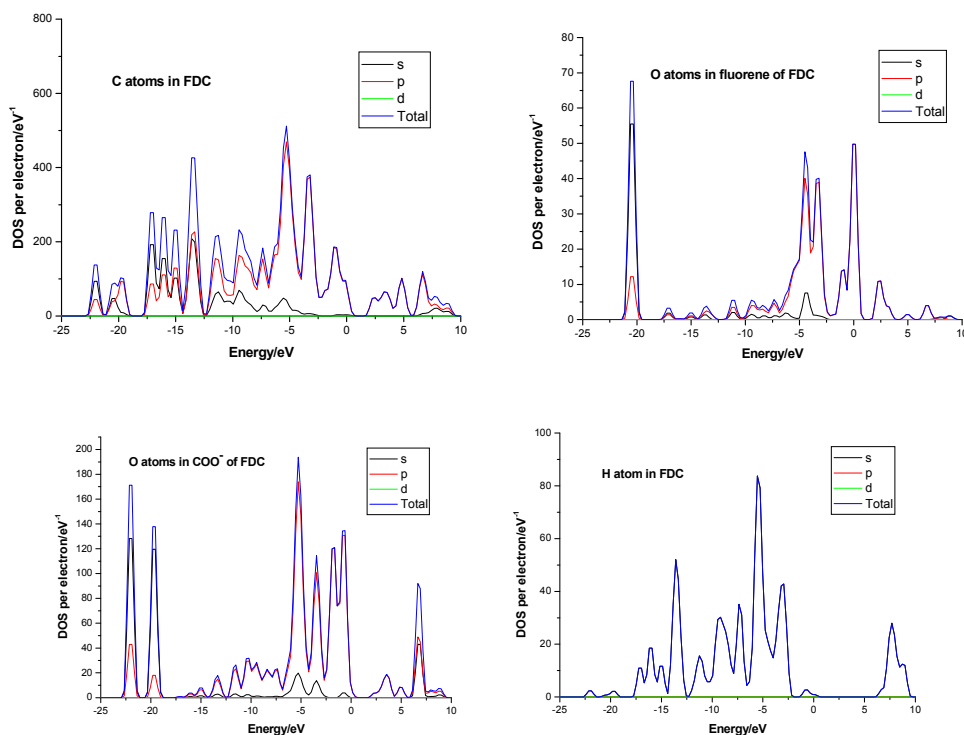 800
600
400
200
0
-25 -20 -15 -10 -5 0 5 10
DOS per electron/eV⁻¹
Energy/eV
C atoms in FDC
s
p
d
Total
80
70
60
50
40
30
20
10
0
-25 -20 -15 -10 -5 0 5 10
DOS per electron/eV⁻¹
Energy/eV
O atoms in fluorene of FDC
s
p
d
Total
200
180
160
140
120
100
80
60
40
20
0
-25 -20 -15 -10 -5 0 5 10
DOS per electron/eV⁻¹
Energy/eV
O atoms in COO⁻ of FDC
s
p
d
Total
100
80
60
40
20
0
-25 -20 -15 -10 -5 0 5 10
DOS per electron/eV⁻¹
Energy/eV
H atom in FDC
s
p
d
Total